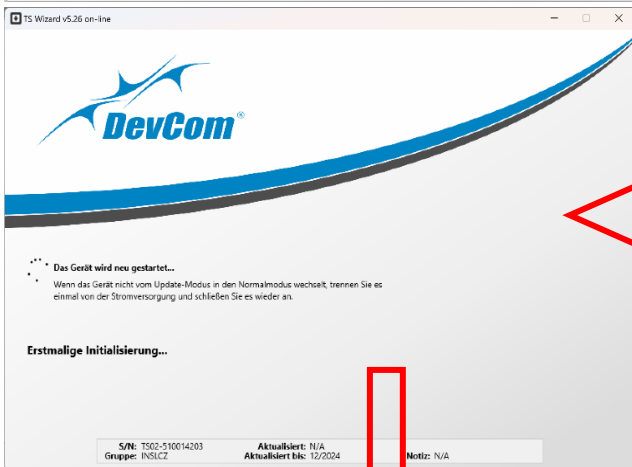 TS Wizard v5.26 on-line
DevCom®
Das Gerät wird neu gestartet...
Wenn das Gerät nicht vom Update-Modus in den Normalmodus wechselt, trennen Sie es
einmal von der Stromversorgung und schließen Sie es wieder an.
Erstmalige Initialisierung...
S/N: TS02-510014203 Aktualisiert: N/A
Gruppe: INSLCZ Aktualisiert bis: 12/2024 Notiz: N/A